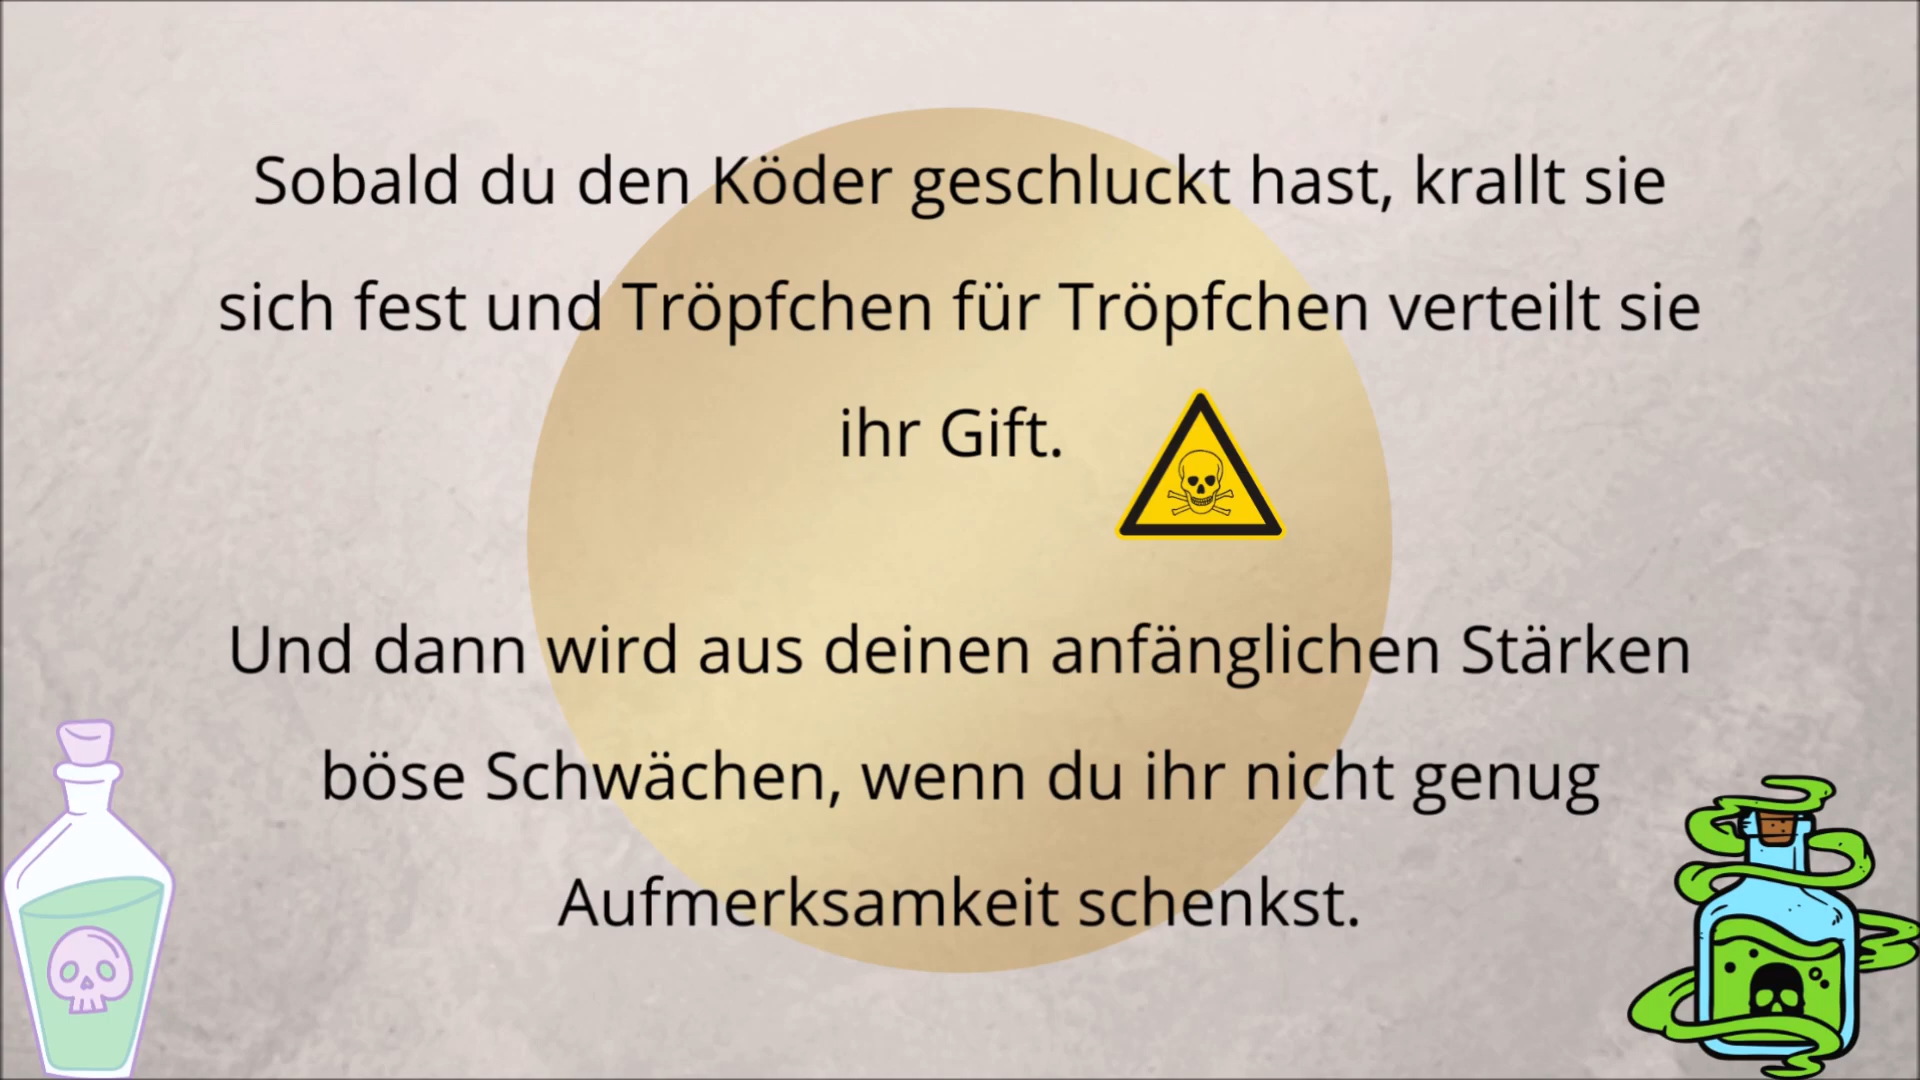 Sobald du den Köder geschluckt hast, krallt sie
sich fest und Tröpfchen für Tröpfchen verteilt sie
ihr Gift.
Und dann wird aus deinen anfänglichen Stärken
böse Schwächen, wenn du ihr nicht genug
Aufmerksamkeit schenkst.